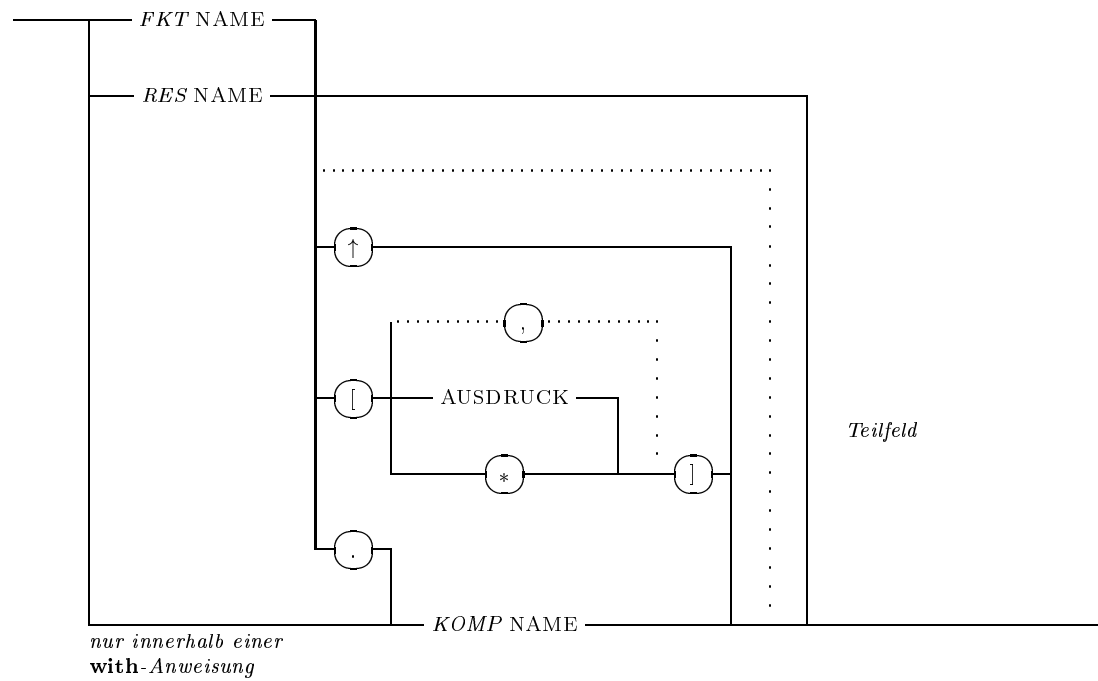 FKT NAME
RES NAME
↑
,
[
AUSDRUCK
Teilfeld
*
]
.
KOMP NAME
nur innerhalb einer
with-Anweisung